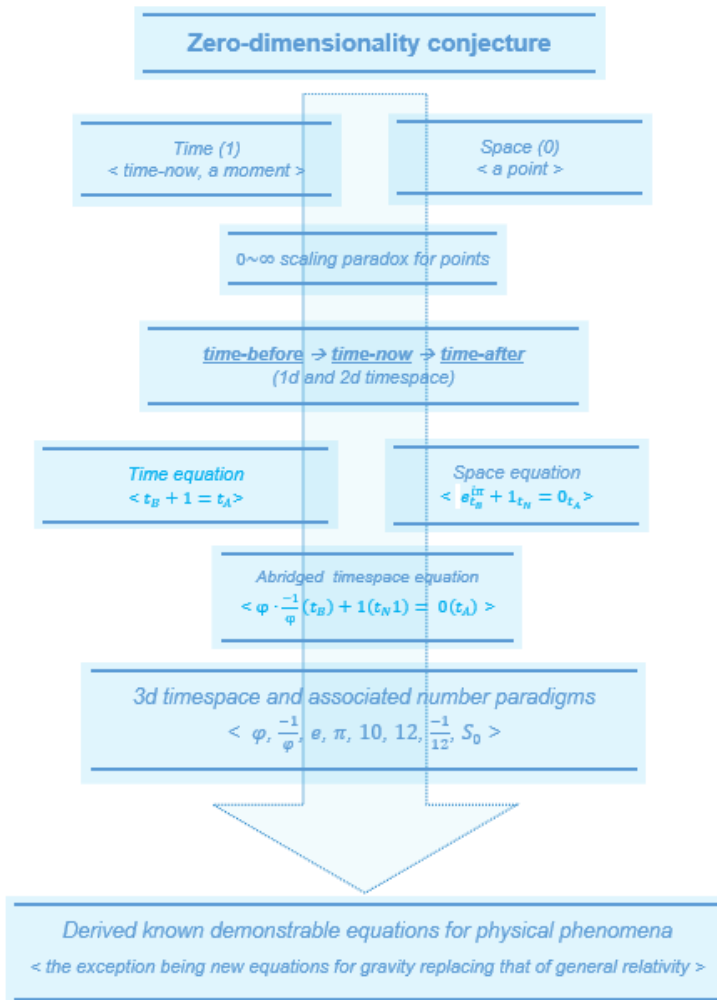 Zero-dimensionality conjecture
Time (1)
< time-now, a moment >
Space (0)
< a point >
0~∞ scaling paradox for points
time-before → time-now → time-after
(1d and 2d timespace)
Time equation
< t_B + 1 = t_A>
Space equation
< e^{iπ}_{t_B} + 1_{t_N} = 0_{t_A}>
Abridged timespace equation
< φ · \frac{-1}{φ}(t_B) + 1(t_N1) = 0(t_A) >
3d timespace and associated number paradigms
< φ, \frac{-1}{φ}, e, π, 10, 12, \frac{-1}{12}, S_0 >
Derived known demonstrable equations for physical phenomena
< the exception being new equations for gravity replacing that of general relativity >